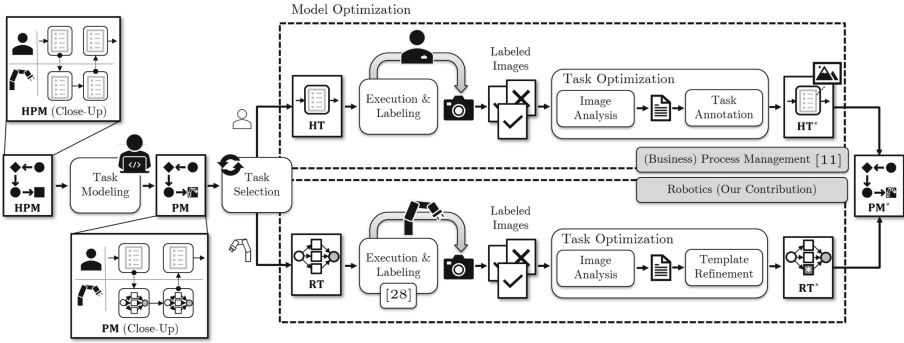 Model Optimization
HPM (Close-Up)
HPM
Task
Modeling
</>
PM
Task
Selection
PM (Close-Up)
HT
Execution &
Labeling
Labeled
Images
Task Optimization
Image
Analysis
Task
Annotation
HT*
(Business) Process Management [11]
Robotics (Our Contribution)
PM*
RT
Execution &
Labeling
[28]
Labeled
Images
Task Optimization
Image
Analysis
Template
Refinement
RT*